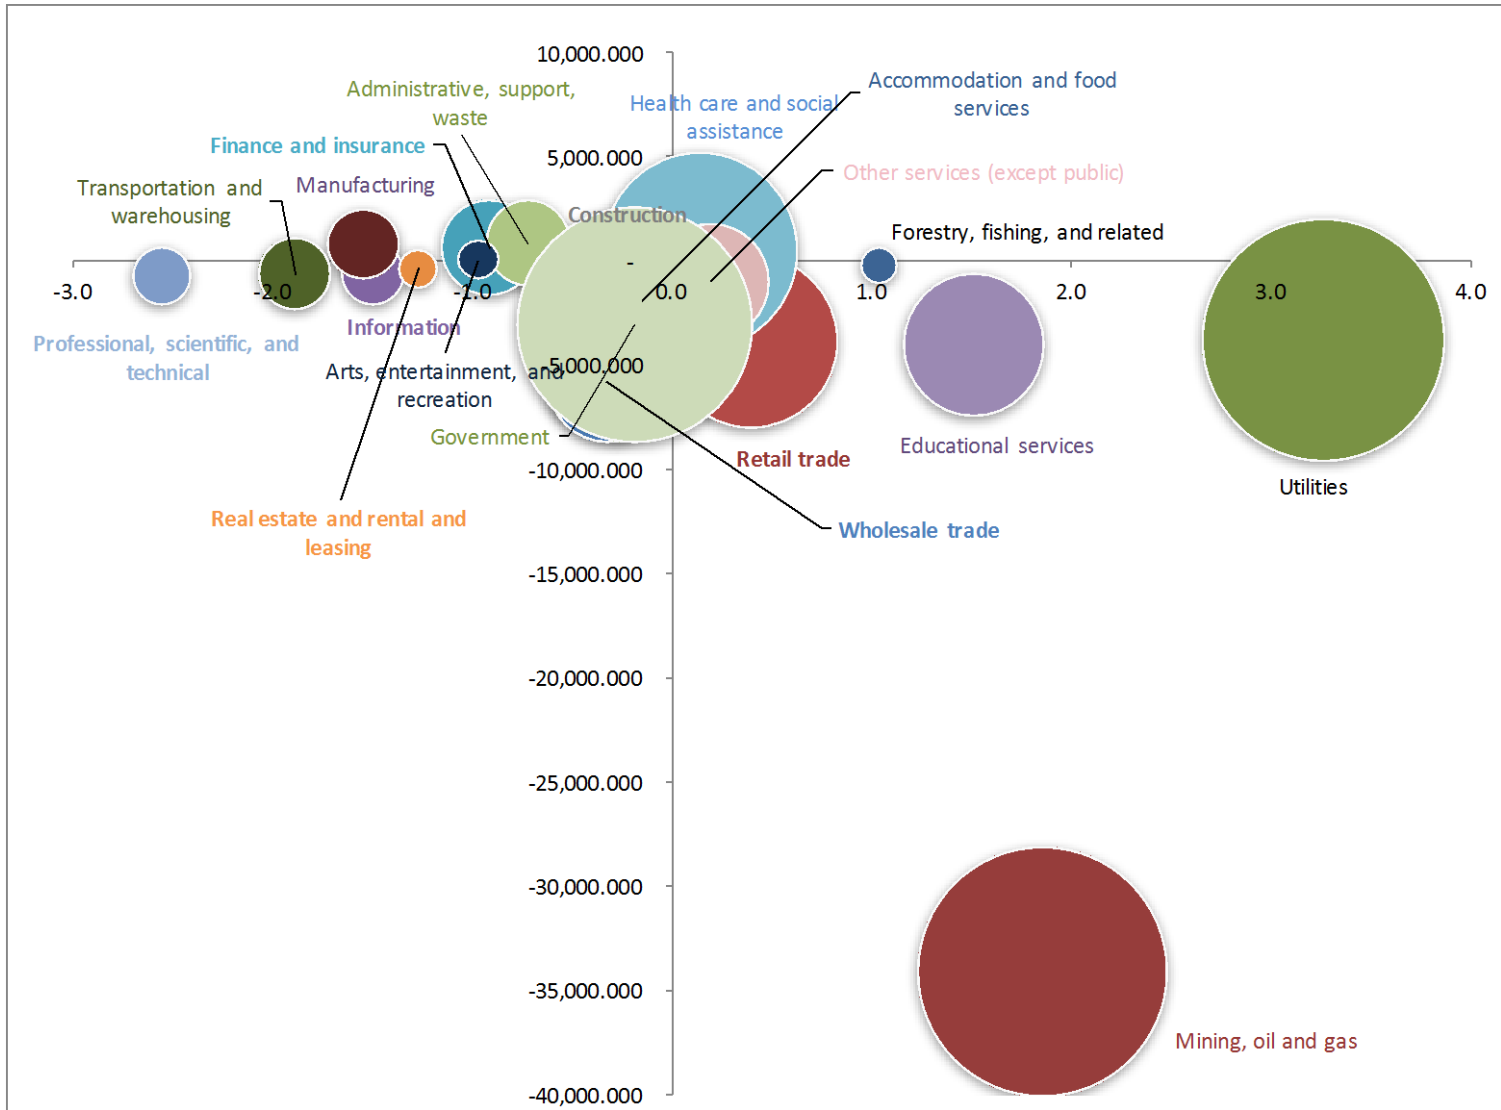 10,000.000
Accommodation and food
services
Administrative, support,
waste
Health care and social
assistance
Finance and insurance
5,000.000
Other services (except public)
Transportation and
warehousing
Manufacturing
Construction
Forestry, fishing, and related
-
-3.0
-2.0
-1.0
0.0
1.0
2.0
3.0
4.0
Information
Professional, scientific, and
technical
-5,000.000
Arts, entertainment, and
recreation
Government
Educational services
Retail trade
-10,000.000
Utilities
Real estate and rental and
leasing
Wholesale trade
-15,000.000
-20,000.000
-25,000.000
-30,000.000
-35,000.000
Mining, oil and gas
-40,000.000